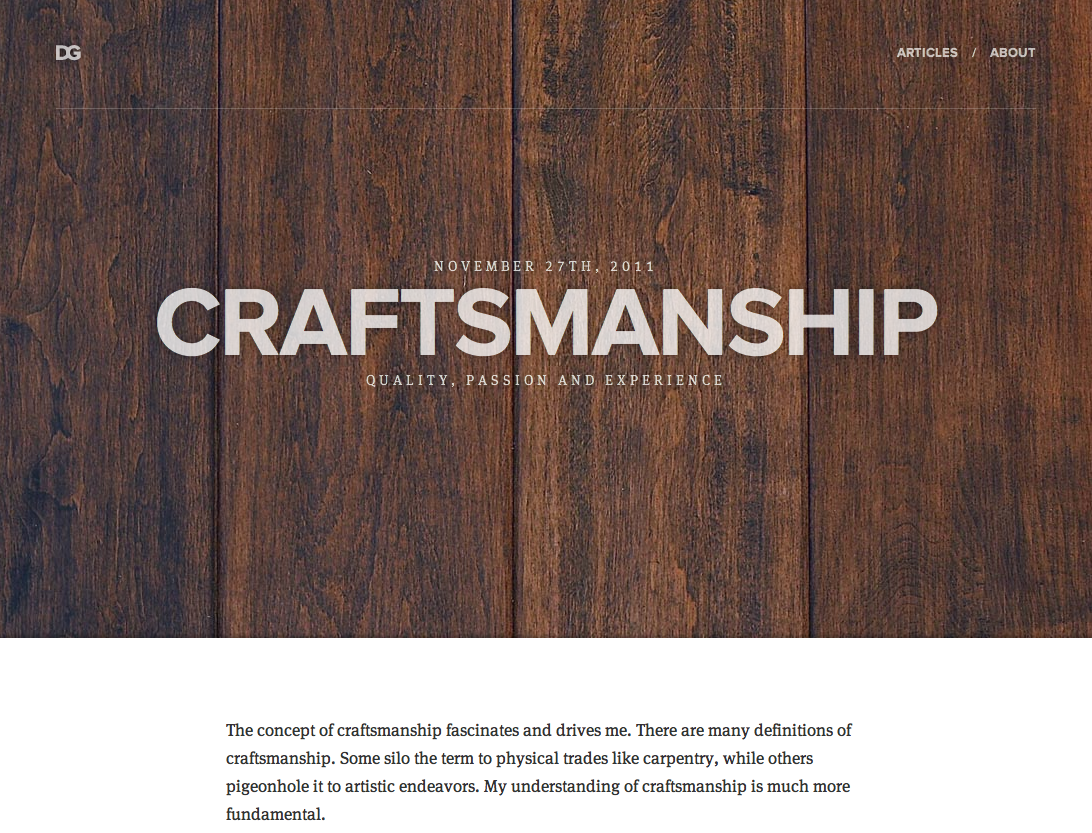 DG
ARTICLES / ABOUT
NOVEMBER 27TH, 2011
CRAFTSMANSHIP
QUALITY, PASSION AND EXPERIENCE
The concept of craftsmanship fascinates and drives me. There are many definitions of
craftsmanship. Some silo the term to physical trades like carpentry, while others
pigeonhole it to artistic endeavors. My understanding of craftsmanship is much more
fundamental.